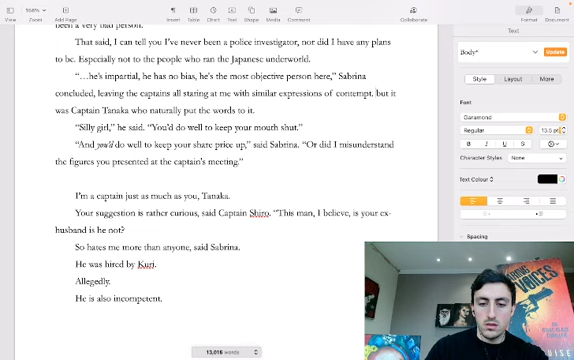 168%
View Zoom Add Page
Insert Table Chart Text Shape Media Comment
Collaborate
Format Document
been a very bad person.
That said, I can tell you I've never been a police investigator, nor did I have any plans
to be. Especially not to the people who ran the Japanese underworld.
“…he's impartial, he has no bias, he's the most objective person here,” Sabrina
concluded, leaving the captains all staring at me with similar expressions of contempt, but it
was Captain Tanaka who naturally put the words to it.
“Silly girl,” he said. “You'd do well to keep your mouth shut.”
“And you'd do well to keep your share price up,” said Sabrina. “Or did I misunderstand
the figures you presented at the captain's meeting.”
I'm a captain just as much as you, Tanaka.
Your suggestion is rather curious, said Captain Shiro. “This man, I believe, is your ex-
husband is he not?
So hates me more than anyone, said Sabrina.
He was hired by Kuri.
Allegedly.
He is also incompetent.
13,016 words
Text
Body*
Update
Style Layout More
Font
Garamond
Regular 13.5 pt
B I U S
Character Styles None
Text Colour
Spacing
VOICES